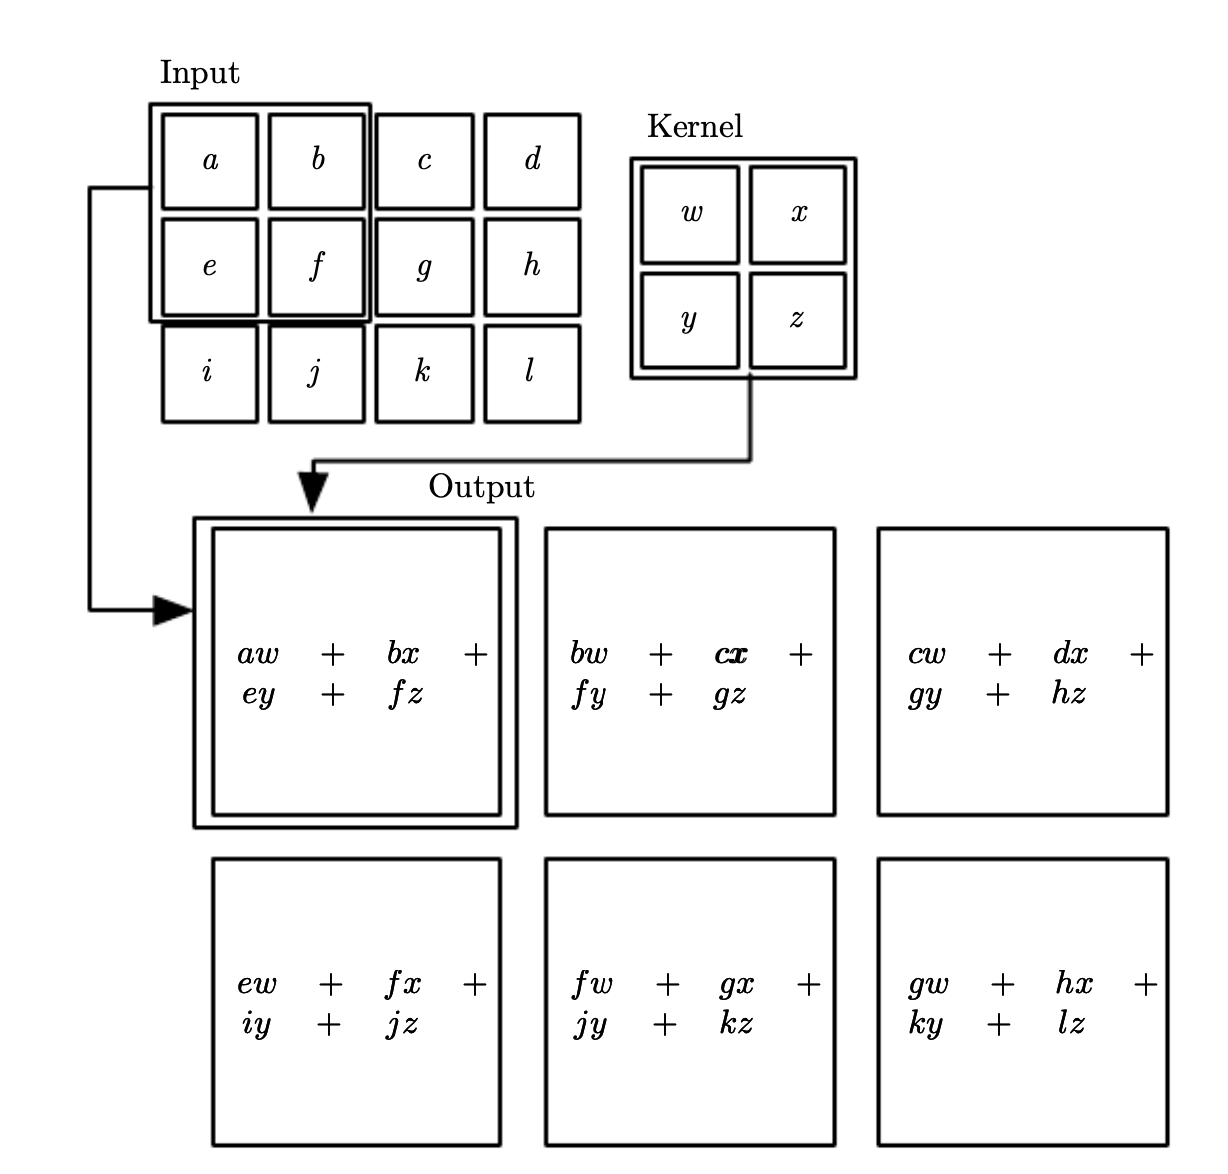 Input
a b c d
e f g h
i j k l
Kernel
w x
y z
Output
aw + bx +
ey + fz
bw + cx +
fy + gz
cw + dx +
gy + hz
ew + fx +
iy + jz
fw + gx +
jy + kz
gw + hx +
ky + lz